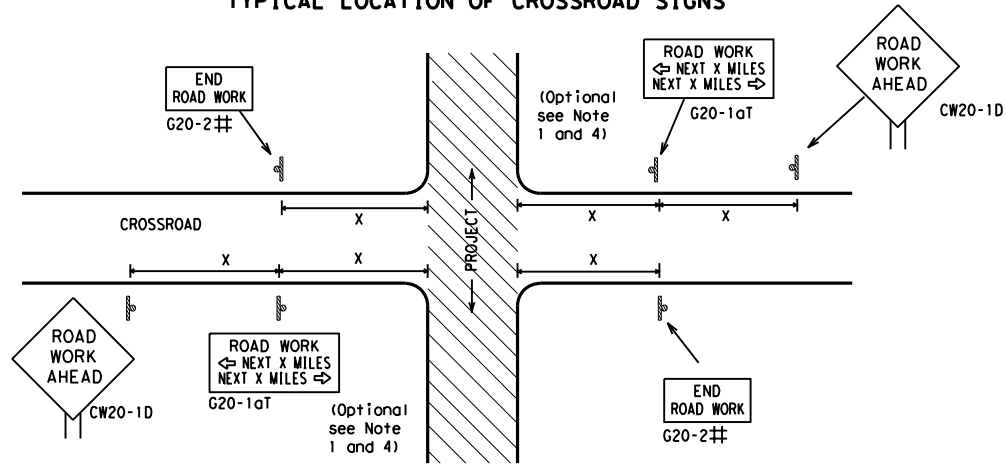 TYPICAL LOCATION OF CROSSROAD SIGNS
END
ROAD WORK
G20-2#
(Optional
see Note
1 and 4)
ROAD WORK
⇦ NEXT X MILES
NEXT X MILES ⇨
G20-1aT
ROAD
WORK
AHEAD
CW20-1D
CROSSROAD
X
X
X
PROJECT
X
X
X
ROAD
WORK
AHEAD
CW20-1D
ROAD WORK
⇦ NEXT X MILES
NEXT X MILES ⇨
G20-1aT
(Optional
see Note
1 and 4)
END
ROAD WORK
G20-2#